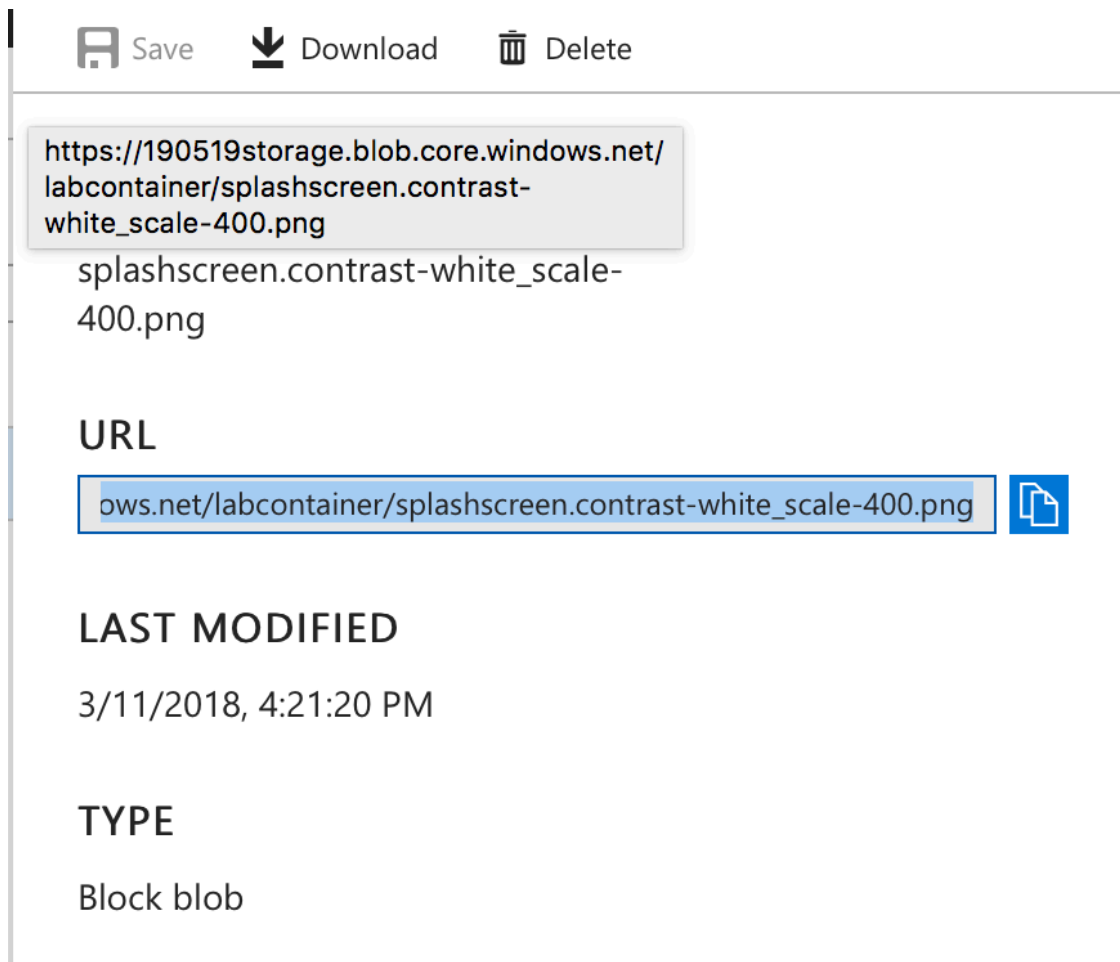 Save Download Delete
https://190519storage.blob.core.windows.net/
labcontainer/splashscreen.contrast-
white_scale-400.png
splashscreen.contrast-white_scale-
400.png
URL
ows.net/labcontainer/splashscreen.contrast-white_scale-400.png
LAST MODIFIED
3/11/2018, 4:21:20 PM
TYPE
Block blob